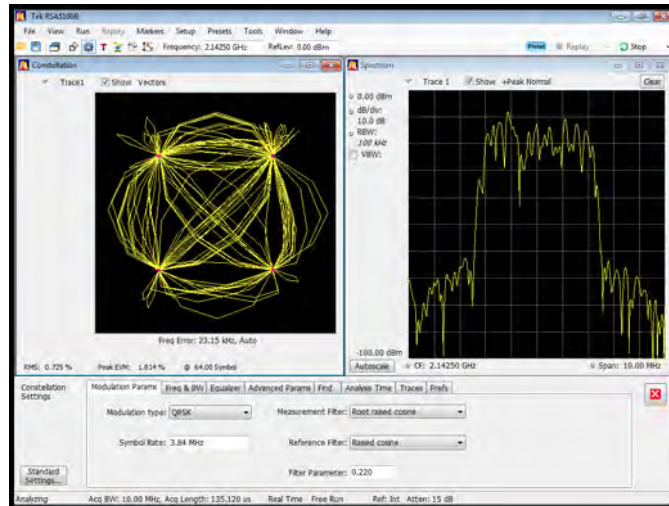 Tek RSA5106B
File View Run Replay Markers Setup Presets Tools Window Help
Frequency: 2.14250 GHz RefLev: 0.00 dBm Preset Replay Stop
Constellation
Trace1 Show Vectors
Freq Error: 23.15 kHz, Auto
RMS: 0.725 % Peak EVM: 1.814 % @ 64.00 Symbol
Spectrum
Trace 1 Show +Peak Normal Clear
0.00 dBm
dB/div:
10.0 dB
RBW:
100 kHz
VBW:
-100.00 dBm
Autoscale CF: 2.14250 GHz Span: 10.00 MHz
Constellation
Settings
Modulation Params Freq & BW Equalizer Advanced Params Find Analysis Time Traces Prefs
Modulation type: QPSK Measurement Filter: Root raised cosine
Symbol Rate: 3.84 MHz Reference Filter: Raised cosine
Filter Parameter: 0.220
Standard
Settings...
Analyzing Acq BW: 10.00 MHz, Acq Length: 135.120 us Real Time Free Run Ref: Int Atten: 15 dB